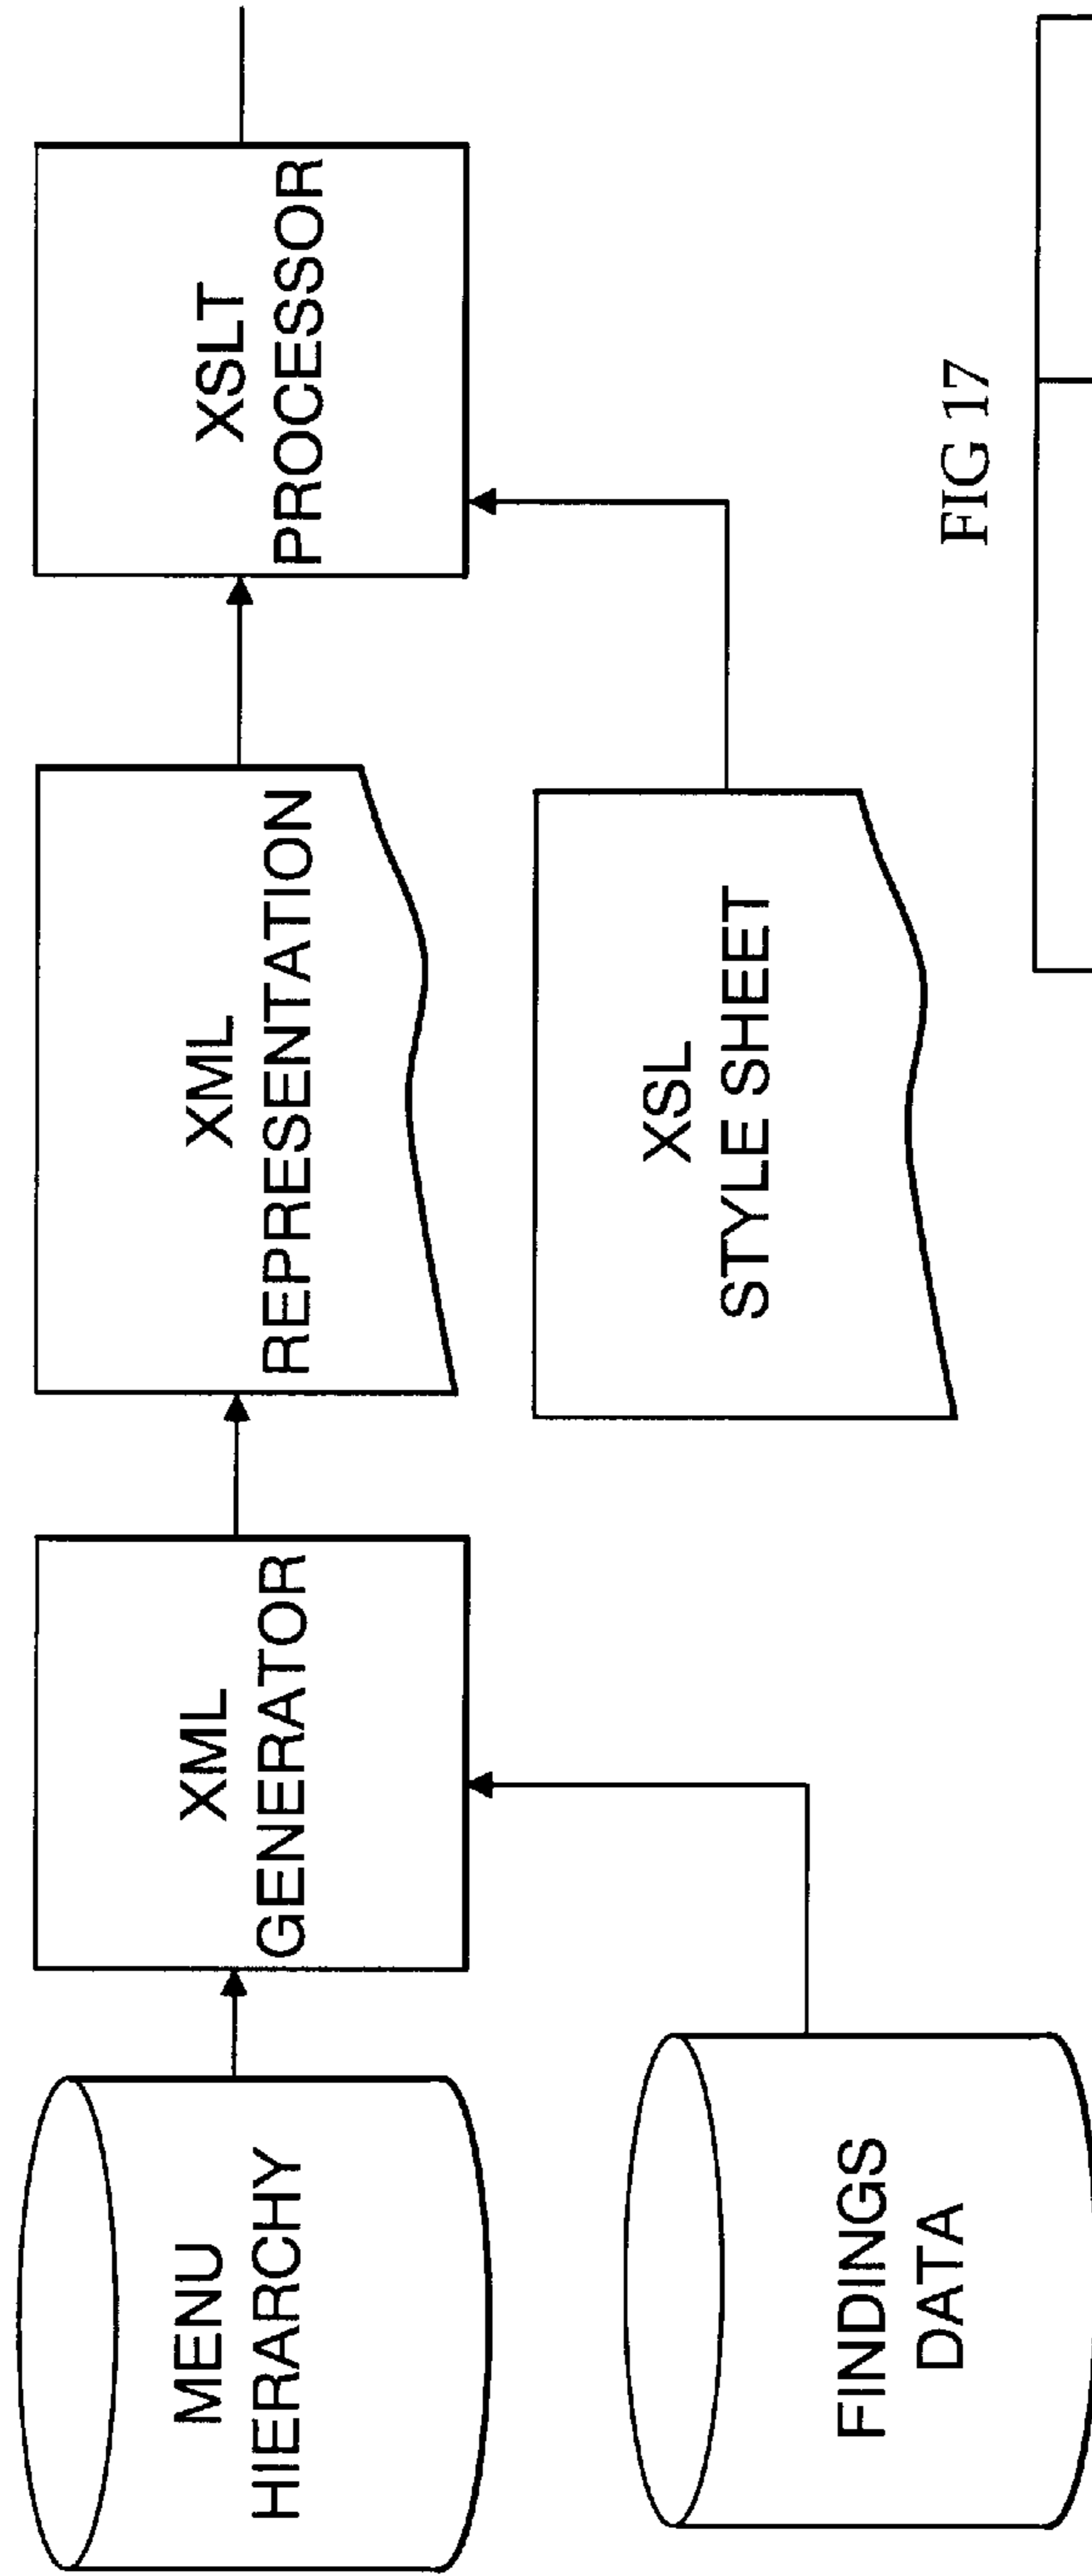 MENU
HIERARCHY
XML
GENERATOR
XML
REPRESENTATION
XSLT
PROCESSOR
FINDINGS
DATA
XSL
STYLE SHEET
FIG 17